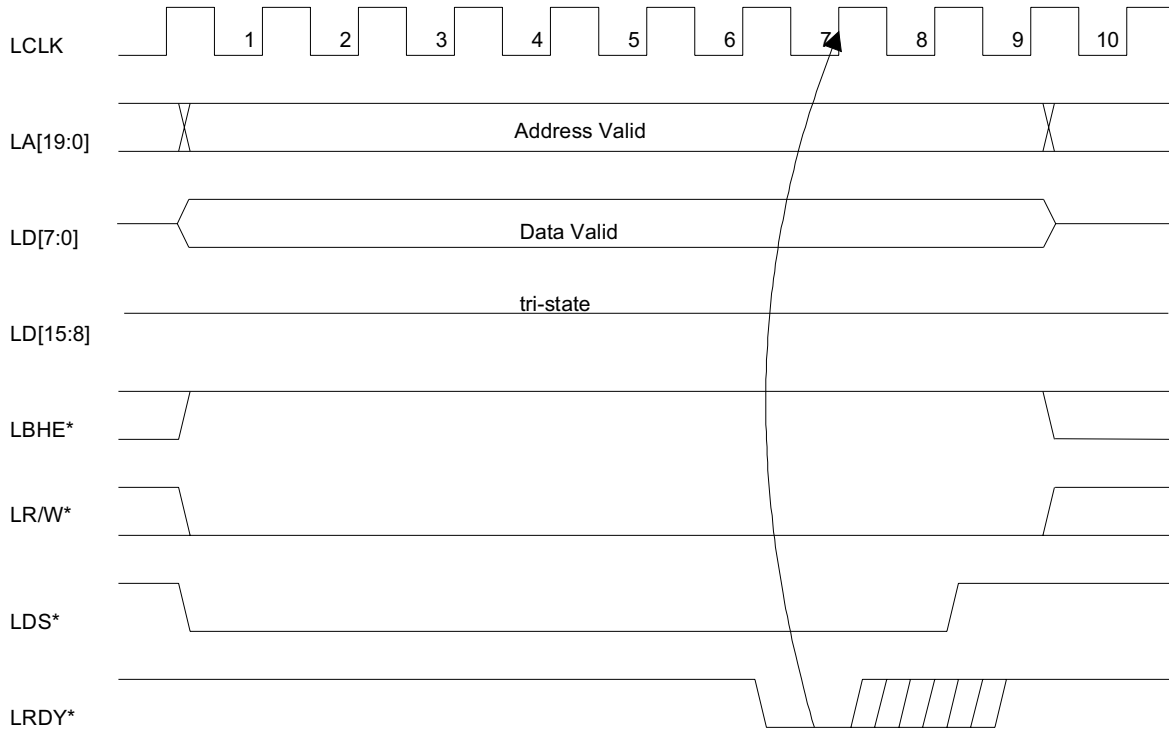 LCLK
1 2 3 4 5 6 7 8 9 10
LA[19:0]
Address Valid
LD[7:0]
Data Valid
LD[15:8]
tri-state
LBHE*
LR/W*
LDS*
LRDY*